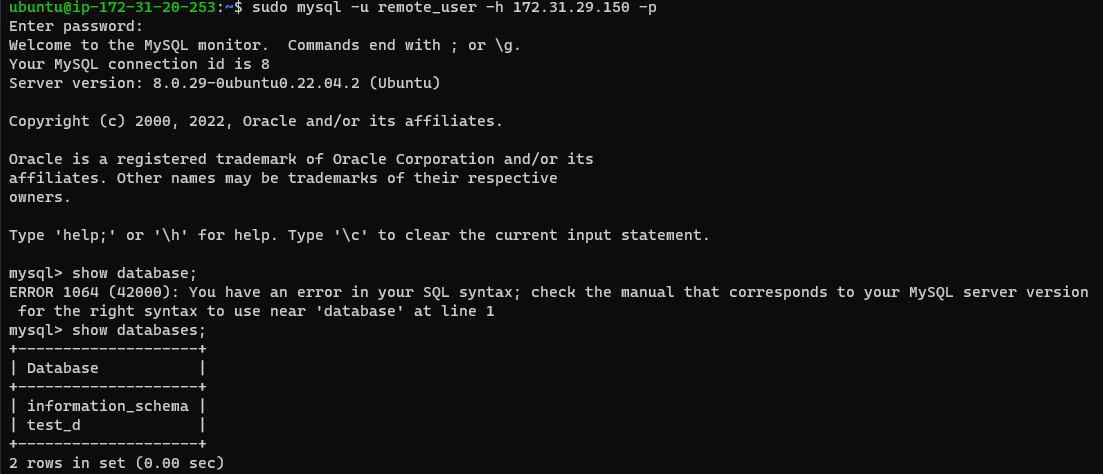 ubuntu@ip-172-31-20-253:~$ sudo mysql -u remote_user -h 172.31.29.150 -p
Enter password:
Welcome to the MySQL monitor.  Commands end with ; or \g.
Your MySQL connection id is 8
Server version: 8.0.29-0ubuntu0.22.04.2 (Ubuntu)

Copyright (c) 2000, 2022, Oracle and/or its affiliates.

Oracle is a registered trademark of Oracle Corporation and/or its
affiliates. Other names may be trademarks of their respective
owners.

Type 'help;' or '\h' for help. Type '\c' to clear the current input statement.

mysql> show database;
ERROR 1064 (42000): You have an error in your SQL syntax; check the manual that corresponds to your MySQL server version
 for the right syntax to use near 'database' at line 1
mysql> show databases;
+--------------------+
| Database           |
+--------------------+
| information_schema |
| test_d             |
+--------------------+
2 rows in set (0.00 sec)